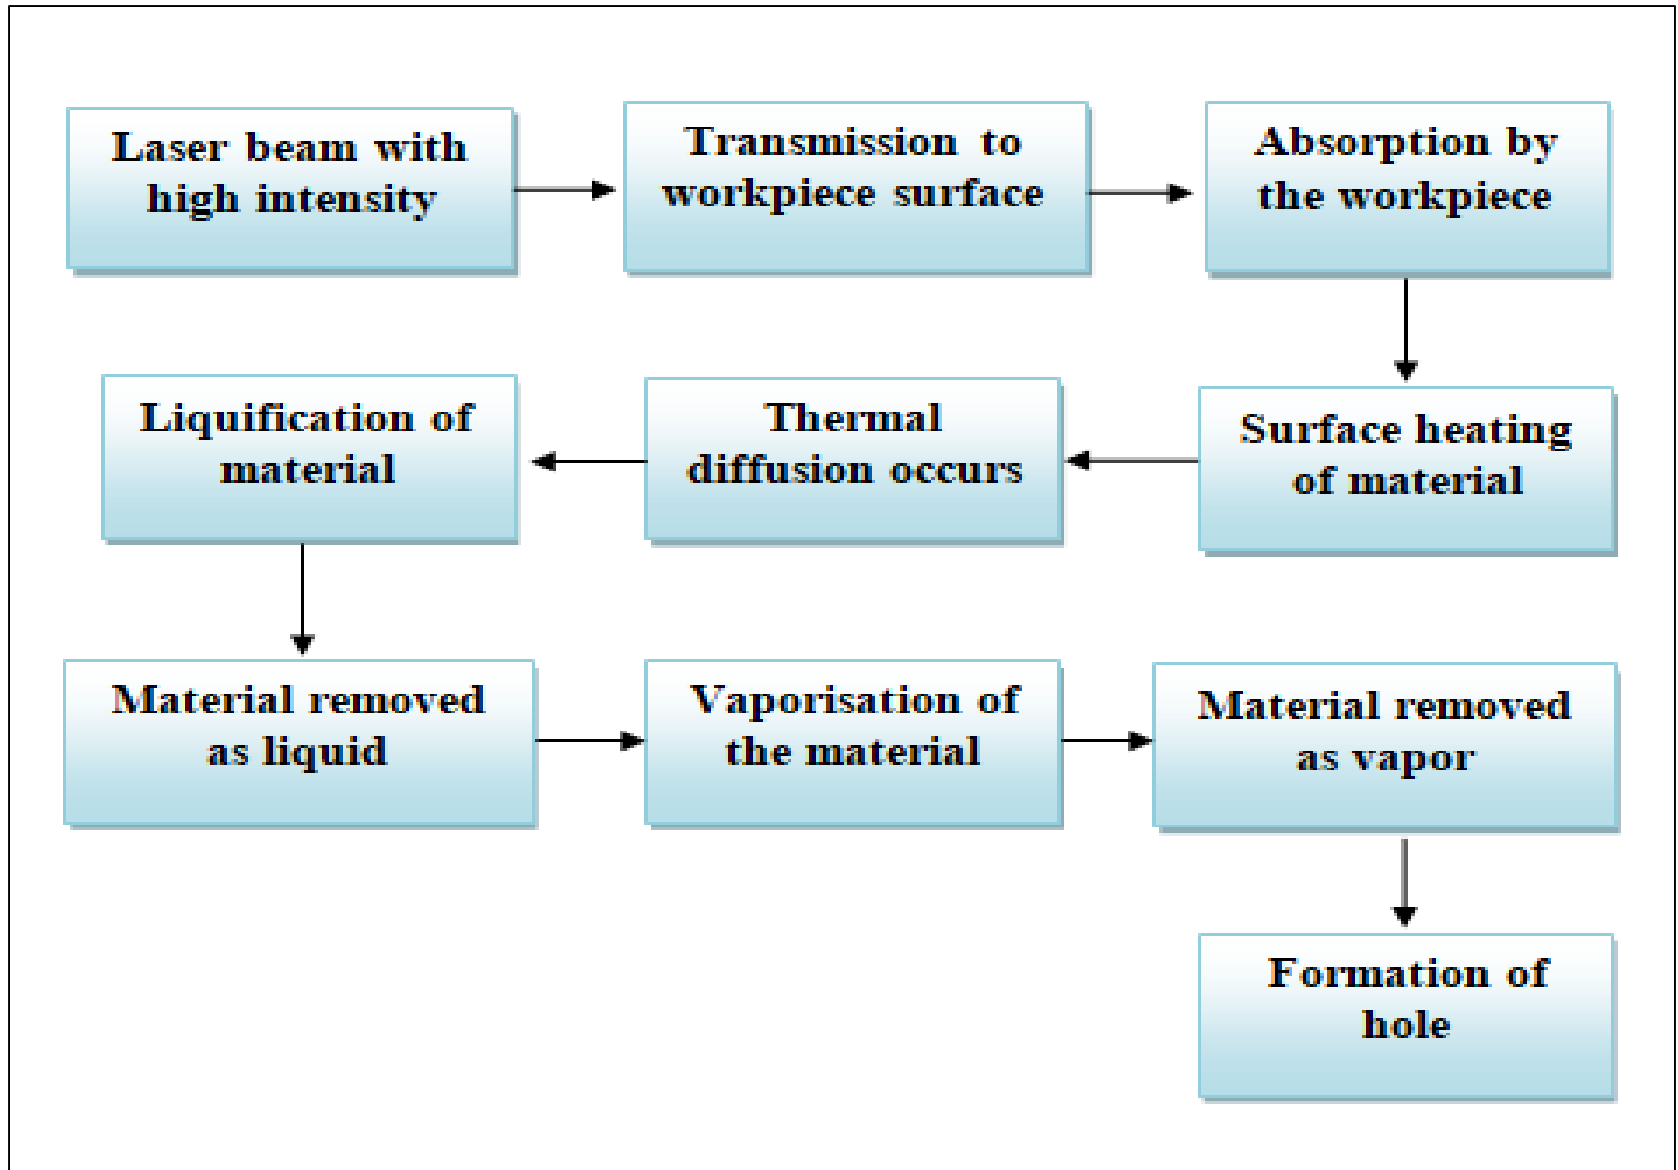 Laser beam with
high intensity
Transmission to
workpiece surface
Absorption by
the workpiece
Surface heating
of material
Thermal
diffusion occurs
Liquification of
material
Material removed
as liquid
Vaporisation of
the material
Material removed
as vapor
Formation of
hole